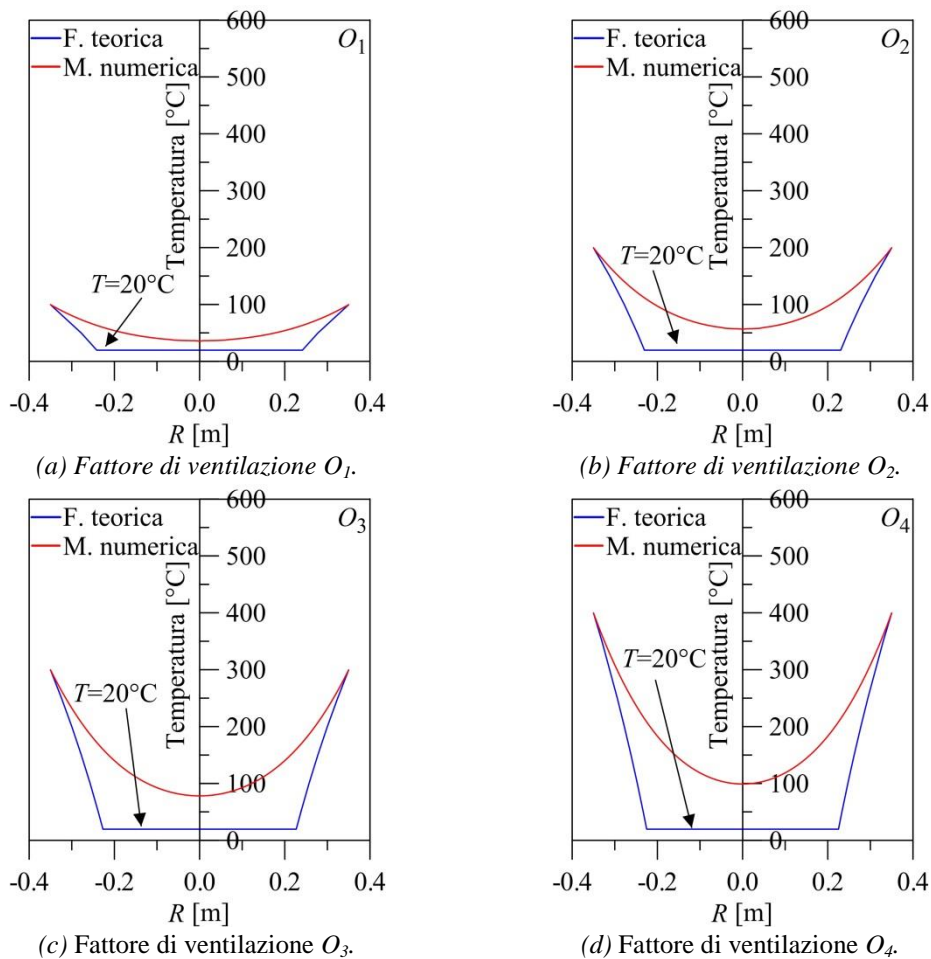 600
F. teorica
O1
M. numerica
500
400
300
200
100
0
Temperatura [°C]
T=20°C
-0.4 -0.2 0.0 0.2 0.4
R [m]
(a) Fattore di ventilazione O1.
600
F. teorica
O2
M. numerica
500
400
300
200
100
0
Temperatura [°C]
T=20°C
-0.4 -0.2 0.0 0.2 0.4
R [m]
(b) Fattore di ventilazione O2.
600
F. teorica
O3
M. numerica
500
400
300
200
100
0
Temperatura [°C]
T=20°C
-0.4 -0.2 0.0 0.2 0.4
R [m]
(c) Fattore di ventilazione O3.
600
F. teorica
O4
M. numerica
500
400
300
200
100
0
Temperatura [°C]
T=20°C
-0.4 -0.2 0.0 0.2 0.4
R [m]
(d) Fattore di ventilazione O4.